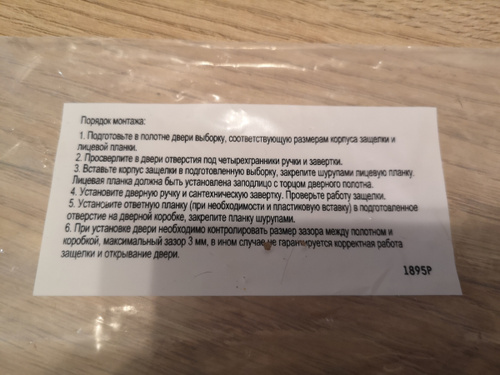 Порядок монтажа:
1. Подготовьте в полотне двери выборку, соответствующую размерам корпуса защелки и
лицевой планки.
2. Просверлите в двери отверстия под четырехгранники ручки и завертки.
3. Вставьте корпус защелки в подготовленную выборку, закрепите шурупами лицевую планку.
Лицевая планка должна быть установлена заподлицо с торцом дверного полотна.
4. Установите дверную ручку и сантехническую завертку. Проверьте работу защелки.
5. Установите ответную планку (при необходимости и пластиковую вставку) в подготовленное
отверстие на дверной коробке, закрепите планку шурупами.
6. При установке двери необходимо контролировать размер зазора между полотном и
коробкой, максимальный зазор 3 мм, в ином случае не гарантируется корректная работа
защелки и открывание двери.
1895P